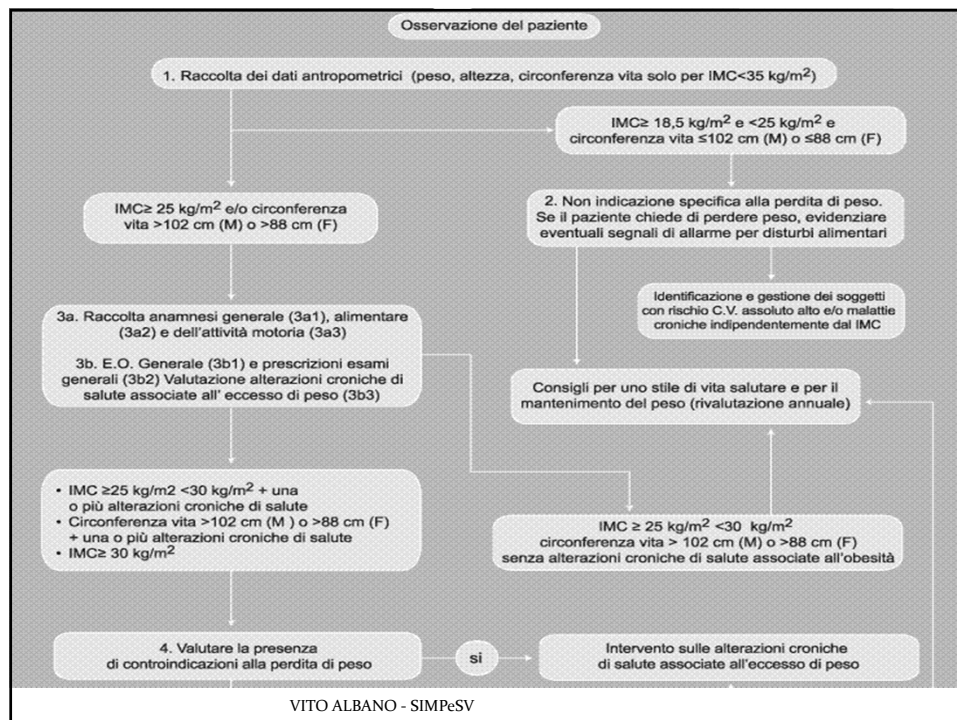 Osservazione del paziente
1. Raccolta dei dati antropometrici (peso, altezza, circonferenza vita solo per IMC<35 kg/m²)
IMC≥ 18,5 kg/m² e <25 kg/m² e
circonferenza vita ≤102 cm (M) o ≤88 cm (F)
IMC≥ 25 kg/m² e/o circonferenza
vita >102 cm (M) o >88 cm (F)
2. Non indicazione specifica alla perdita di peso.
Se il paziente chiede di perdere peso, evidenziare
eventuali segnali di allarme per disturbi alimentari
Identificazione e gestione dei soggetti
con rischio C.V. assoluto alto e/o malattie
croniche indipendentemente dal IMC
3a. Raccolta anamnesi generale (3a1), alimentare
(3a2) e dell'attività motoria (3a3)
3b. E.O. Generale (3b1) e prescrizioni esami
generali (3b2) Valutazione alterazioni croniche di
salute associate all' eccesso di peso (3b3)
Consigli per uno stile di vita salutare e per il
mantenimento del peso (rivalutazione annuale)
• IMC ≥25 kg/m2 <30 kg/m² + una
o più alterazioni croniche di salute
• Circonferenza vita >102 cm (M ) o >88 cm (F)
+ una o più alterazioni croniche di salute
• IMC≥ 30 kg/m²
IMC ≥ 25 kg/m² <30 kg/m²
circonferenza vita > 102 cm (M) o >88 cm (F)
senza alterazioni croniche di salute associate all'obesità
4. Valutare la presenza
di controindicazioni alla perdita di peso
si
Intervento sulle alterazioni croniche
di salute associate all'eccesso di peso
VITO ALBANO - SIMPeSV